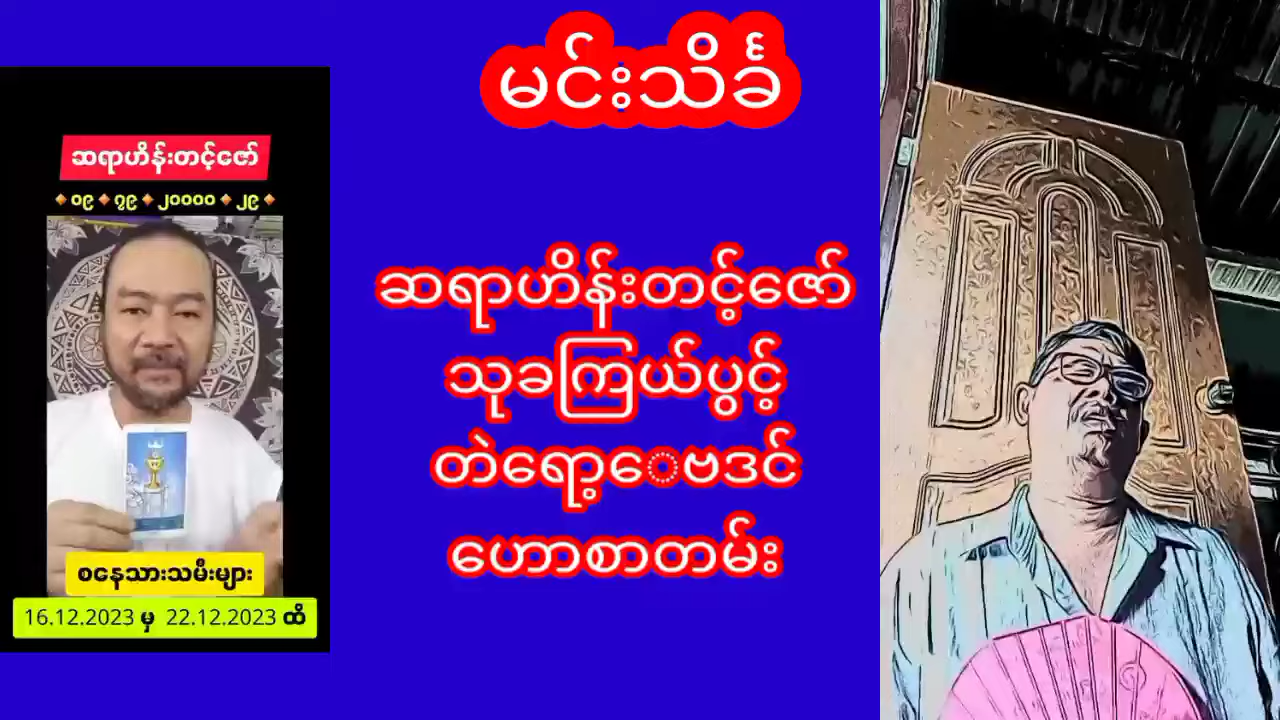 မင်းသိင်္ခ
ဆရာဟိန်းတင့်ဇော်
🔸၀၉🔸၇၉🔸၂၀၀၀၀🔸၂၉🔸
ဆရာဟိန်းတင့်ဇော်
သုခကြယ်ပွင့်
တဲရော့ေဗဒင်
ဟောစာတမ်း
စနေသားသမီးများ
16.12.2023 မှ 22.12.2023 ထိ